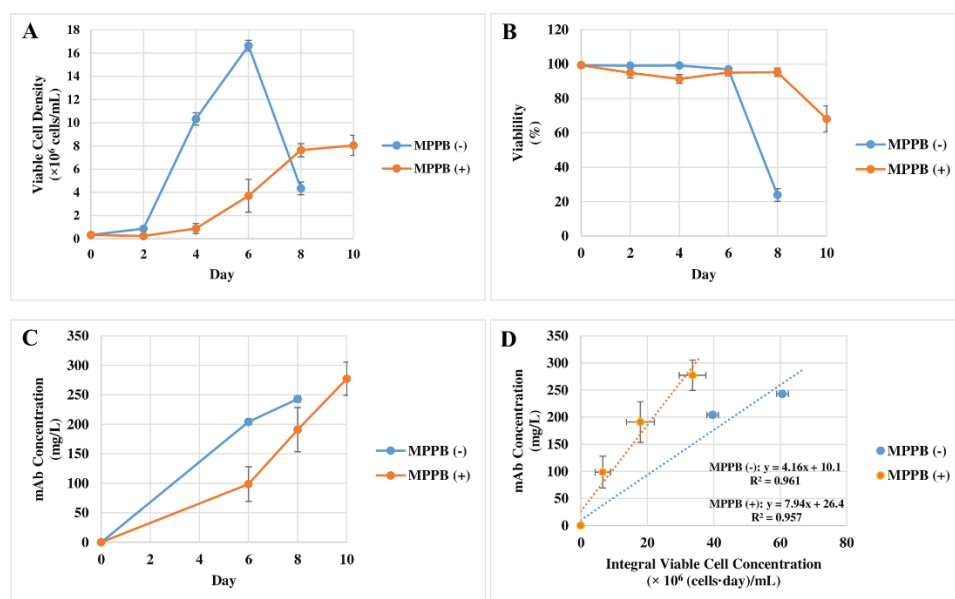 A
Viable Cell Density
(×10⁶ cells/mL)
18
16
14
12
10
8
6
4
2
0
0 2 4 6 8 10
Day
MPPB (-)
MPPB (+)
B
Viabilility
(%)
120
100
80
60
40
20
0
0 2 4 6 8 10
Day
MPPB (-)
MPPB (+)
C
mAb Concentration
(mg/L)
350
300
250
200
150
100
50
0
0 2 4 6 8 10
Day
MPPB (-)
MPPB (+)
D
mAb Concentration
(mg/L)
350
300
250
200
150
100
50
0
MPPB (-): y = 4.16x + 10.1
R² = 0.961
MPPB (+): y = 7.94x + 26.4
R² = 0.957
0 20 40 60 80
Integral Viable Cell Concentration
(× 10⁶ (cells·day)/mL)
MPPB (-)
MPPB (+)